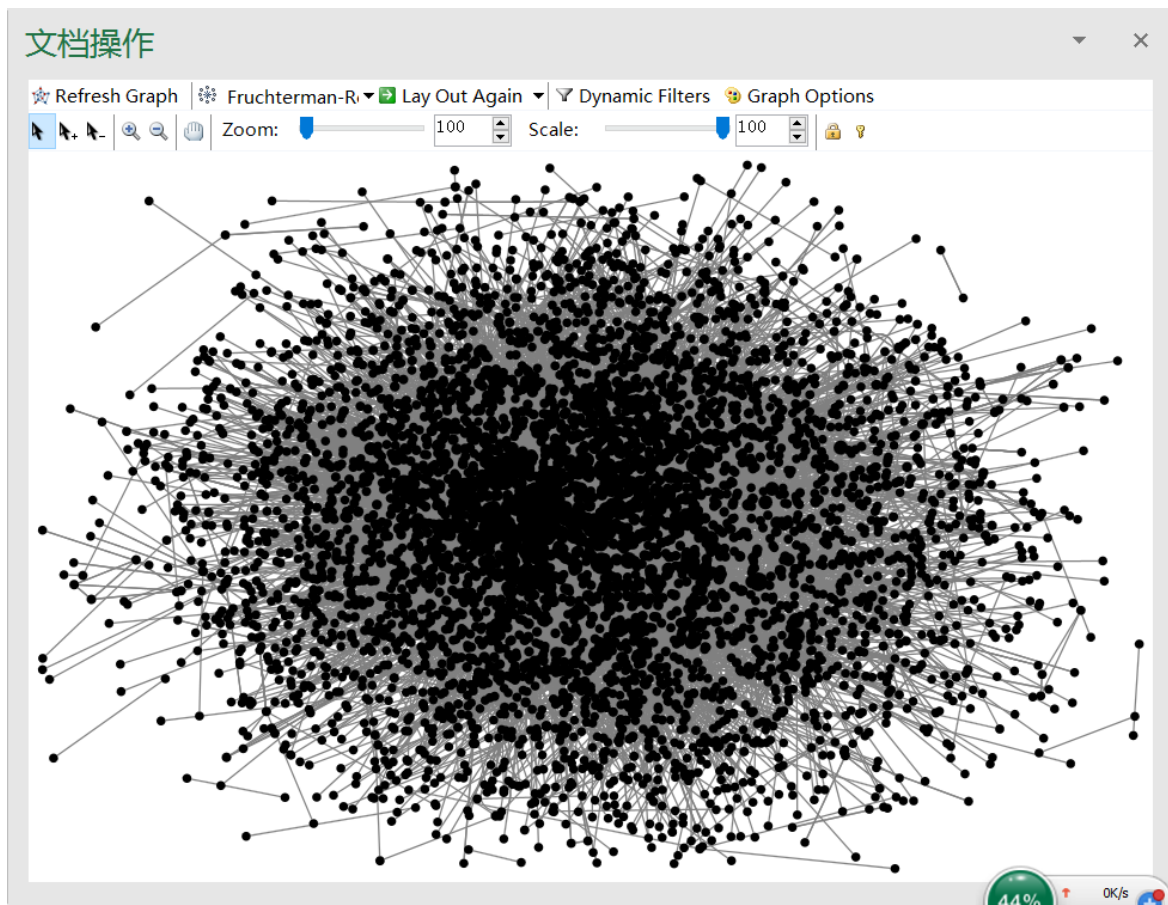 文档操作
Refresh Graph Fruchterman-R Lay Out Again Dynamic Filters Graph Options
Zoom: 100 Scale: 100
44% 0K/s